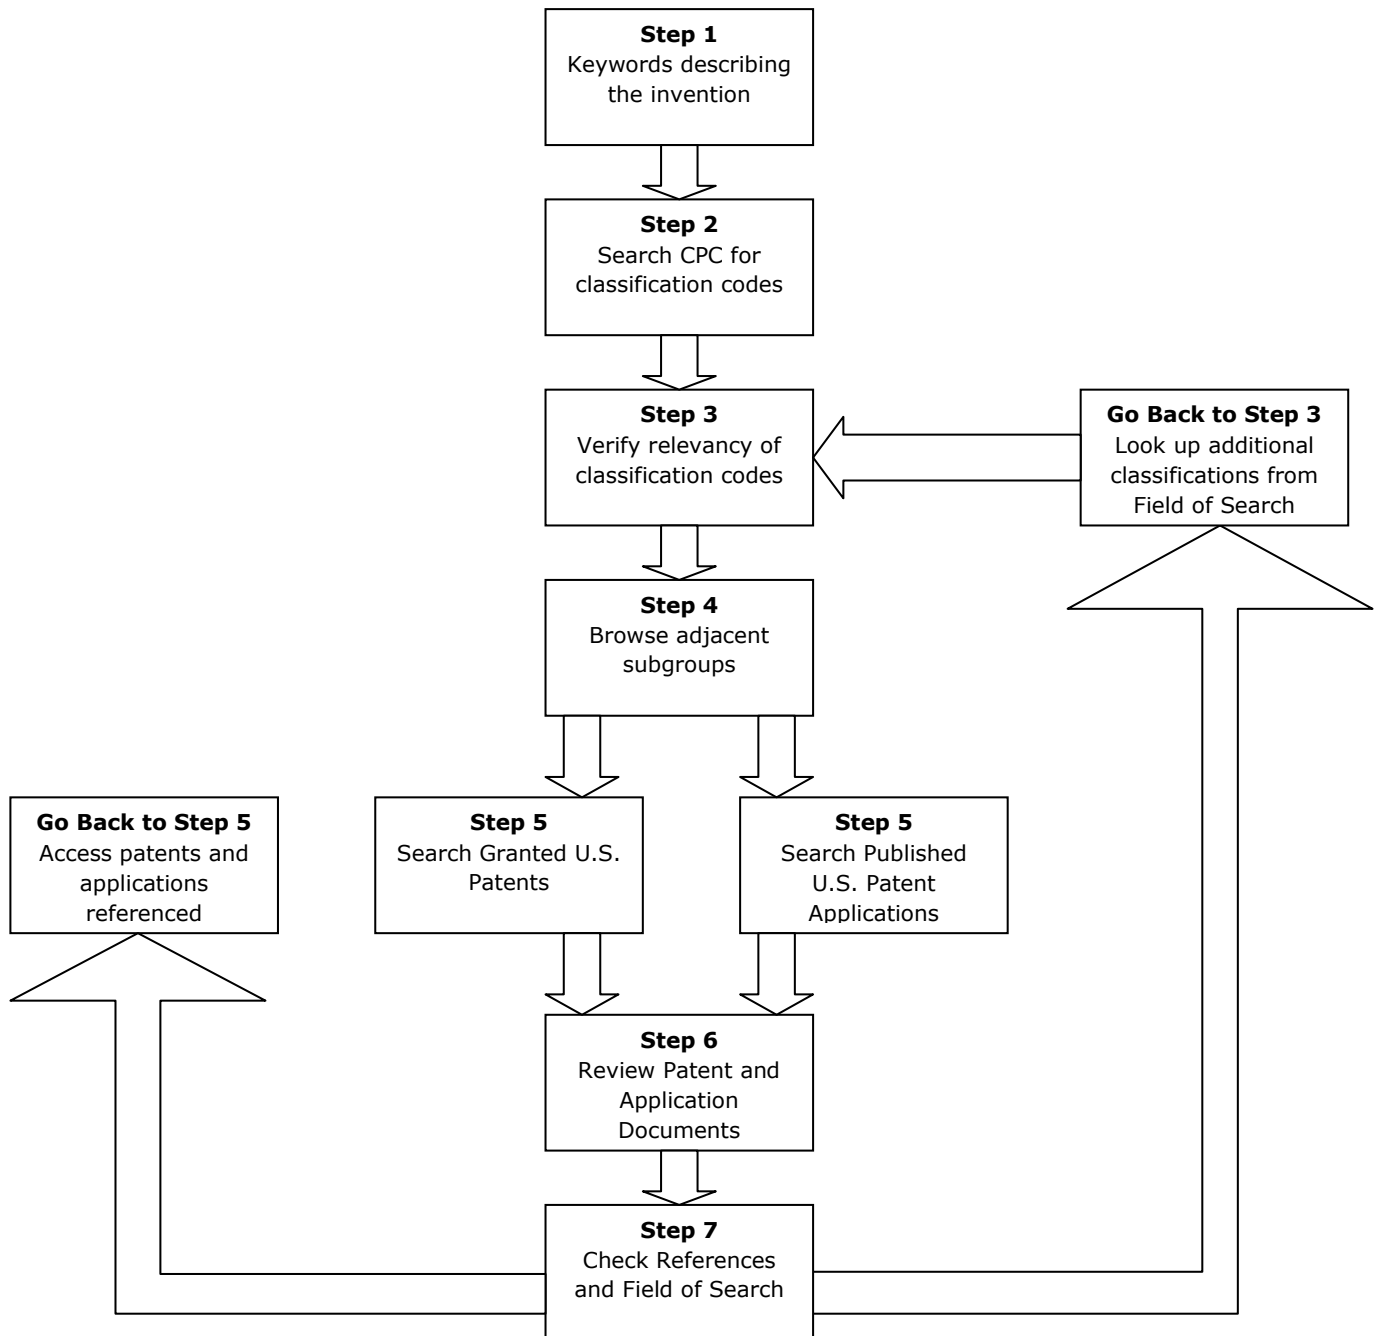 Step 1
Keywords describing
the invention
Step 2
Search CPC for
classification codes
Step 3
Verify relevancy of
classification codes
Go Back to Step 3
Look up additional
classifications from
Field of Search
Step 4
Browse adjacent
subgroups
Go Back to Step 5
Access patents and
applications
referenced
Step 5
Search Granted U.S.
Patents
Step 5
Search Published
U.S. Patent
Applications
Step 6
Review Patent and
Application
Documents
Step 7
Check References
and Field of Search